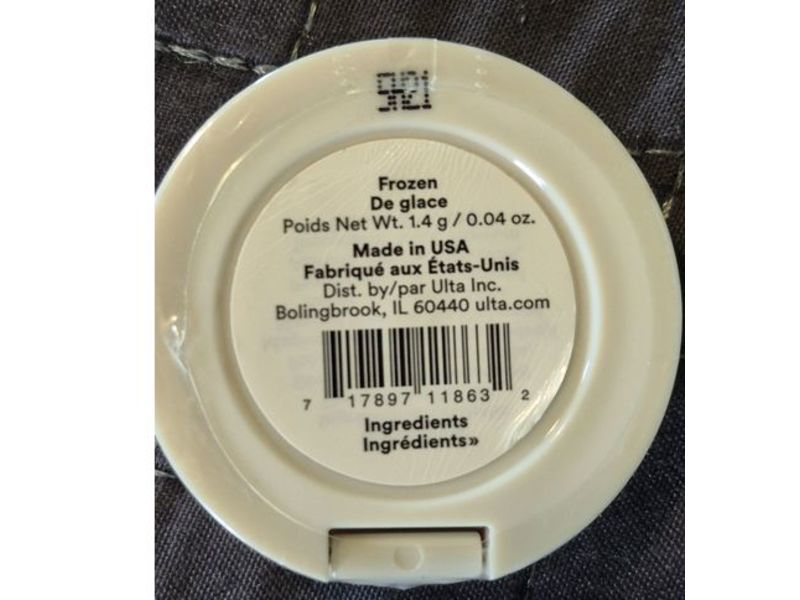 Frozen
De glace
Poids Net Wt. 1.4 g / 0.04 oz.
Made in USA
Fabriqué aux États-Unis
Dist. by/par Ulta Inc.
Bolingbrook, IL 60440 ulta.com
7 17897 11863 2
Ingredients
Ingrédients»